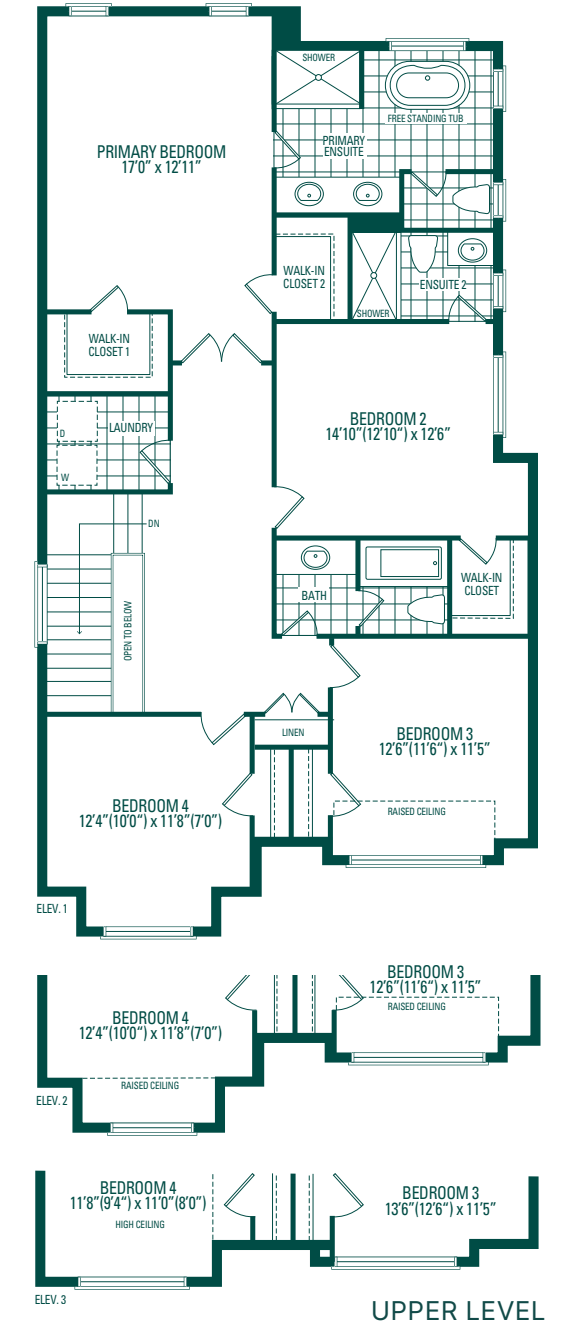 SHOWER
FREE STANDING TUB
PRIMARY
ENSUITE
PRIMARY BEDROOM
17'0" x 12'11"
WALK-IN
CLOSET 2
ENSUITE 2
SHOWER
WALK-IN
CLOSET 1
LAUNDRY
D
W
BEDROOM 2
14'10"(12'10") x 12'6"
DN
WALK-IN
CLOSET
BATH
OPEN TO BELOW
LINEN
BEDROOM 3
12'6"(11'6") x 11'5"
RAISED CEILING
BEDROOM 4
12'4"(10'0") x 11'8"(7'0")
ELEV. 1
BEDROOM 3
12'6"(11'6") x 11'5"
RAISED CEILING
BEDROOM 4
12'4"(10'0") x 11'8"(7'0")
RAISED CEILING
ELEV. 2
BEDROOM 4
11'8"(9'4") x 11'0"(8'0")
HIGH CEILING
BEDROOM 3
13'6"(12'6") x 11'5"
ELEV. 3
UPPER LEVEL